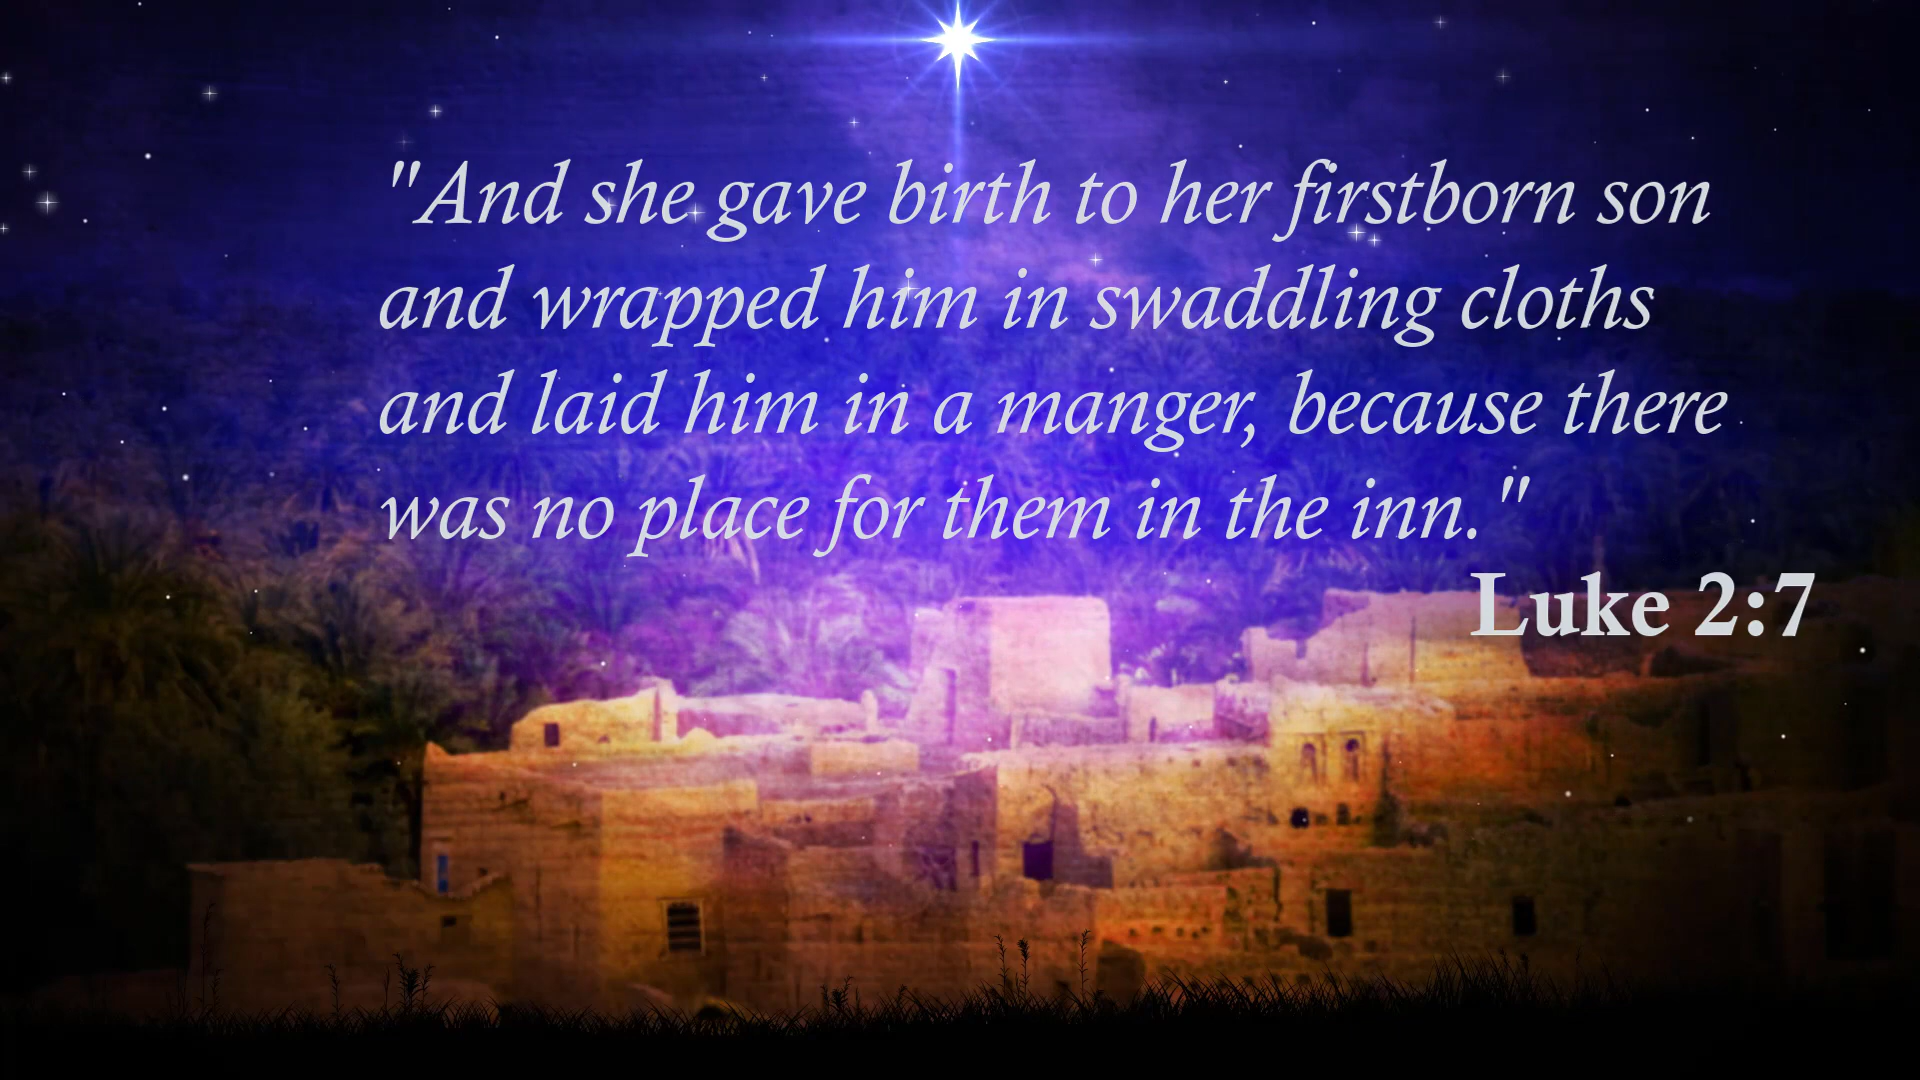 "And she gave birth to her firstborn son
and wrapped him in swaddling cloths
and laid him in a manger, because there
was no place for them in the inn."
Luke 2:7